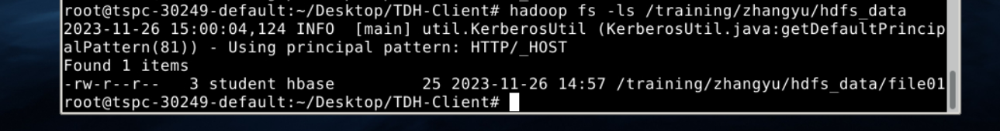 root@tspc-30249-default:~/Desktop/TDH-Client# hadoop fs -ls /training/zhangyu/hdfs_data
2023-11-26 15:00:04,124 INFO  [main] util.KerberosUtil (KerberosUtil.java:getDefaultPrincip
alPattern(81)) - Using principal pattern: HTTP/_HOST
Found 1 items
-rw-r--r--   3 student hbase         25 2023-11-26 14:57 /training/zhangyu/hdfs_data/file01
root@tspc-30249-default:~/Desktop/TDH-Client#